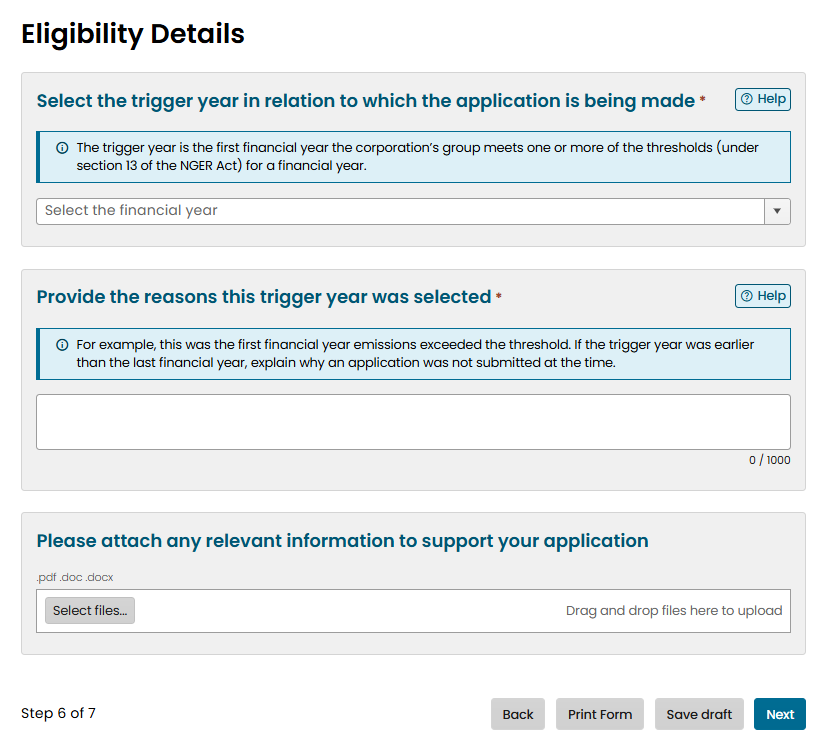 Eligibility Details
Select the trigger year in relation to which the application is being made *
Help
The trigger year is the first financial year the corporation's group meets one or more of the thresholds (under
section 13 of the NGER Act) for a financial year.
Select the financial year
Provide the reasons this trigger year was selected *
Help
For example, this was the first financial year emissions exceeded the threshold. If the trigger year was earlier
than the last financial year, explain why an application was not submitted at the time.
0 / 1000
Please attach any relevant information to support your application
.pdf .doc .docx
Select files...
Drag and drop files here to upload
Step 6 of 7
Back
Print Form
Save draft
Next